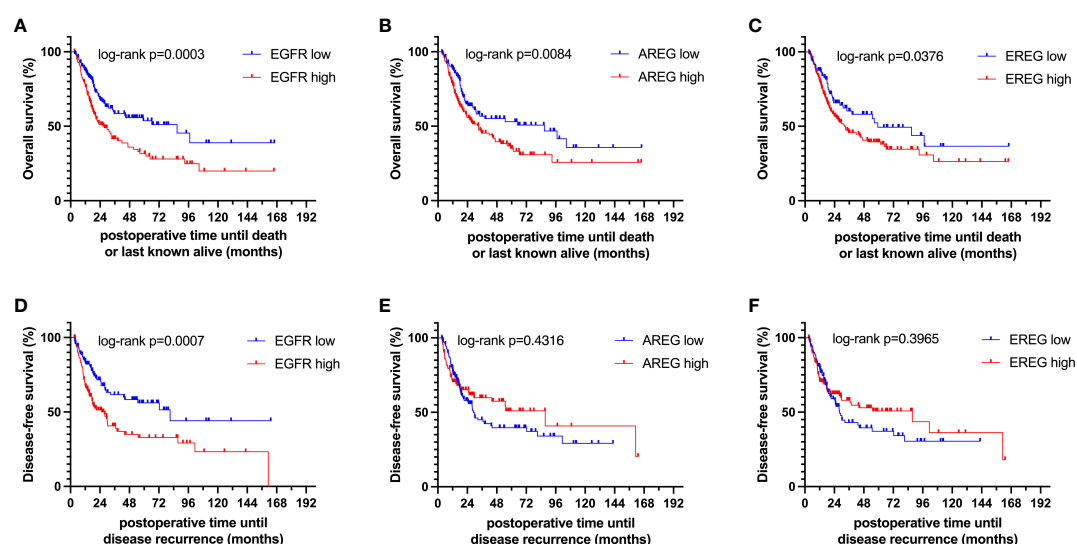 A
log-rank p=0.0003
EGFR low
EGFR high
Overall survival (%)
100
50
0
0 24 48 72 96 120 144 168 192
postoperative time until death
or last known alive (months)
B
log-rank p=0.0084
AREG low
AREG high
Overall survival (%)
100
50
0
0 24 48 72 96 120 144 168 192
postoperative time until death
or last known alive (months)
C
log-rank p=0.0376
EREG low
EREG high
Overall survival (%)
100
50
0
0 24 48 72 96 120 144 168 192
postoperative time until death
or last known alive (months)
D
log-rank p=0.0007
EGFR low
EGFR high
Disease-free survival (%)
100
50
0
0 24 48 72 96 120 144 168 192
postoperative time until
disease recurrence (months)
E
log-rank p=0.4316
AREG low
AREG high
Disease-free survival (%)
100
50
0
0 24 48 72 96 120 144 168 192
postoperative time until
disease recurrence (months)
F
log-rank p=0.3965
EREG low
EREG high
Disease-free survival (%)
100
50
0
0 24 48 72 96 120 144 168 192
postoperative time until
disease recurrence (months)